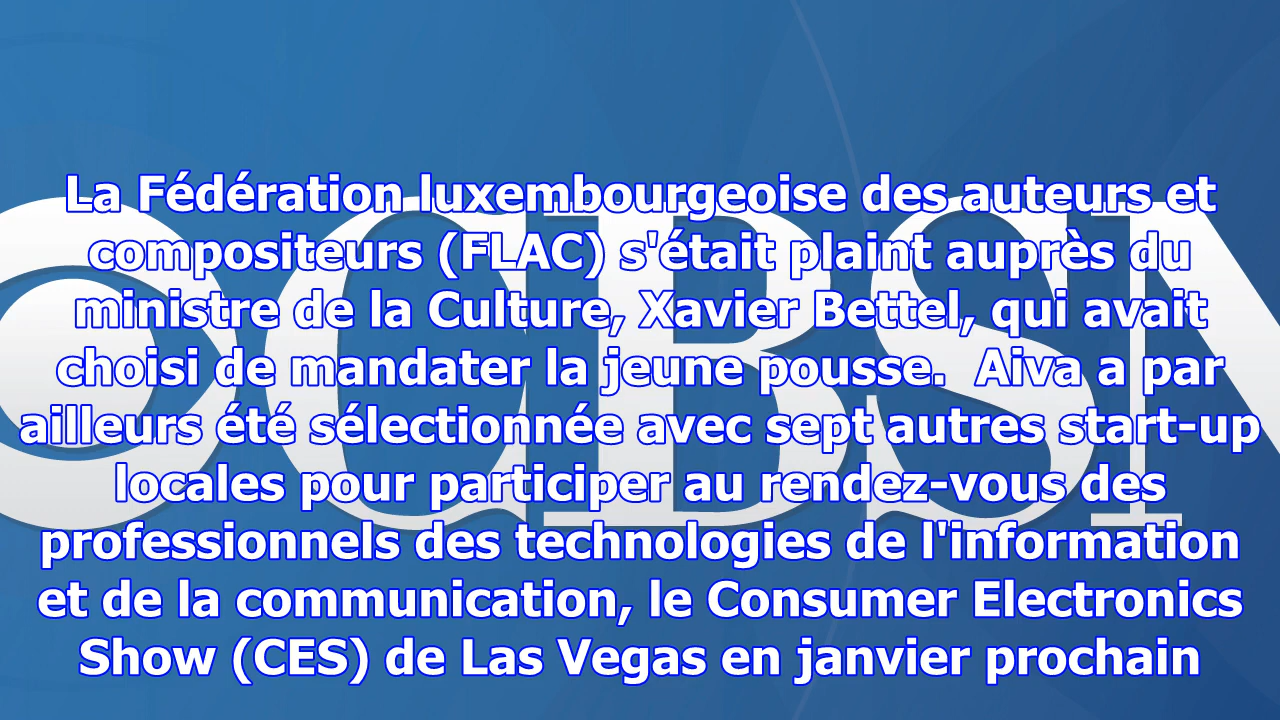 La Fédération luxembourgeoise des auteurs et
compositeurs (FLAC) s'était plaint auprès du
ministre de la Culture, Xavier Bettel, qui avait
choisi de mandater la jeune pousse.  Aiva a par
ailleurs été sélectionnée avec sept autres start-up
locales pour participer au rendez-vous des
professionnels des technologies de l'information
et de la communication, le Consumer Electronics
Show (CES) de Las Vegas en janvier prochain
CBSN